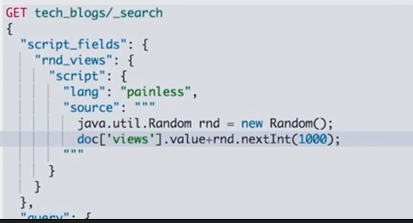 GET tech_blogs/_search
{
  "script_fields": {
    "rnd_views": {
      "script": {
        "lang": "painless",
        "source": """
          java.util.Random rnd = new Random();
          doc['views'].value+rnd.nextInt(1000);
        """
      }
    }
  },
  "query": {